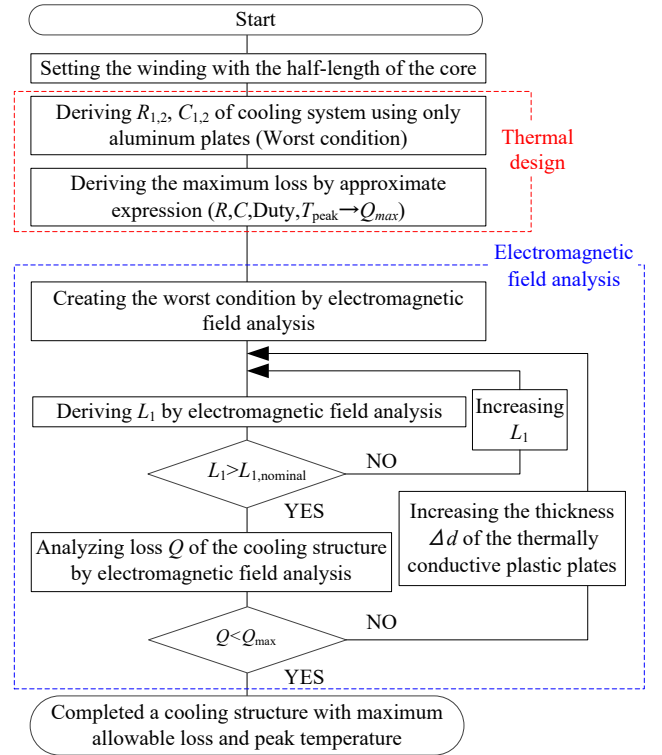 Start
Setting the winding with the half-length of the core
Deriving R1,2, C1,2 of cooling system using only
aluminum plates (Worst condition)
Thermal
design
Deriving the maximum loss by approximate
expression (R,C,Duty,Tpeak→Qmax)
Electromagnetic
field analysis
Creating the worst condition by electromagnetic
field analysis
Deriving L1 by electromagnetic field analysis
Increasing
L1
L1>L1,nominal
NO
YES
Increasing the thickness
Δd of the thermally
conductive plastic plates
Analyzing loss Q of the cooling structure
by electromagnetic field analysis
Q<Qmax
NO
YES
Completed a cooling structure with maximum
allowable loss and peak temperature